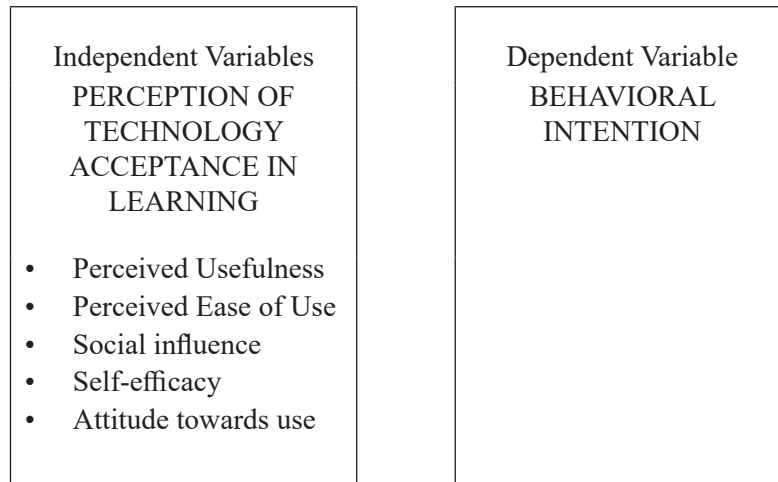 Independent Variables
PERCEPTION OF
TECHNOLOGY
ACCEPTANCE IN
LEARNING
• Perceived Usefulness
• Perceived Ease of Use
• Social influence
• Self-efficacy
• Attitude towards use
Dependent Variable
BEHAVIORAL
INTENTION